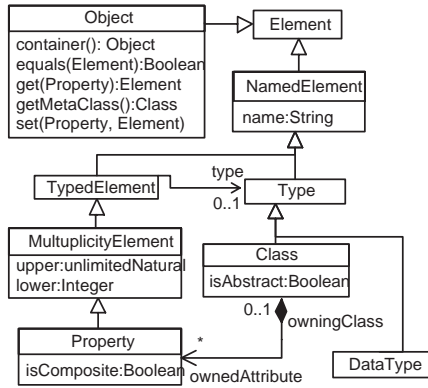 Object
container(): Object
equals(Element):Boolean
get(Property):Element
getMetaClass():Class
set(Property, Element)
Element
NamedElement
name:String
TypedElement
type
0..1
Type
MultuplicityElement
upper:unlimitedNatural
lower:Integer
Class
isAbstract:Boolean
0..1
owningClass
*
ownedAttribute
Property
isComposite:Boolean
DataType